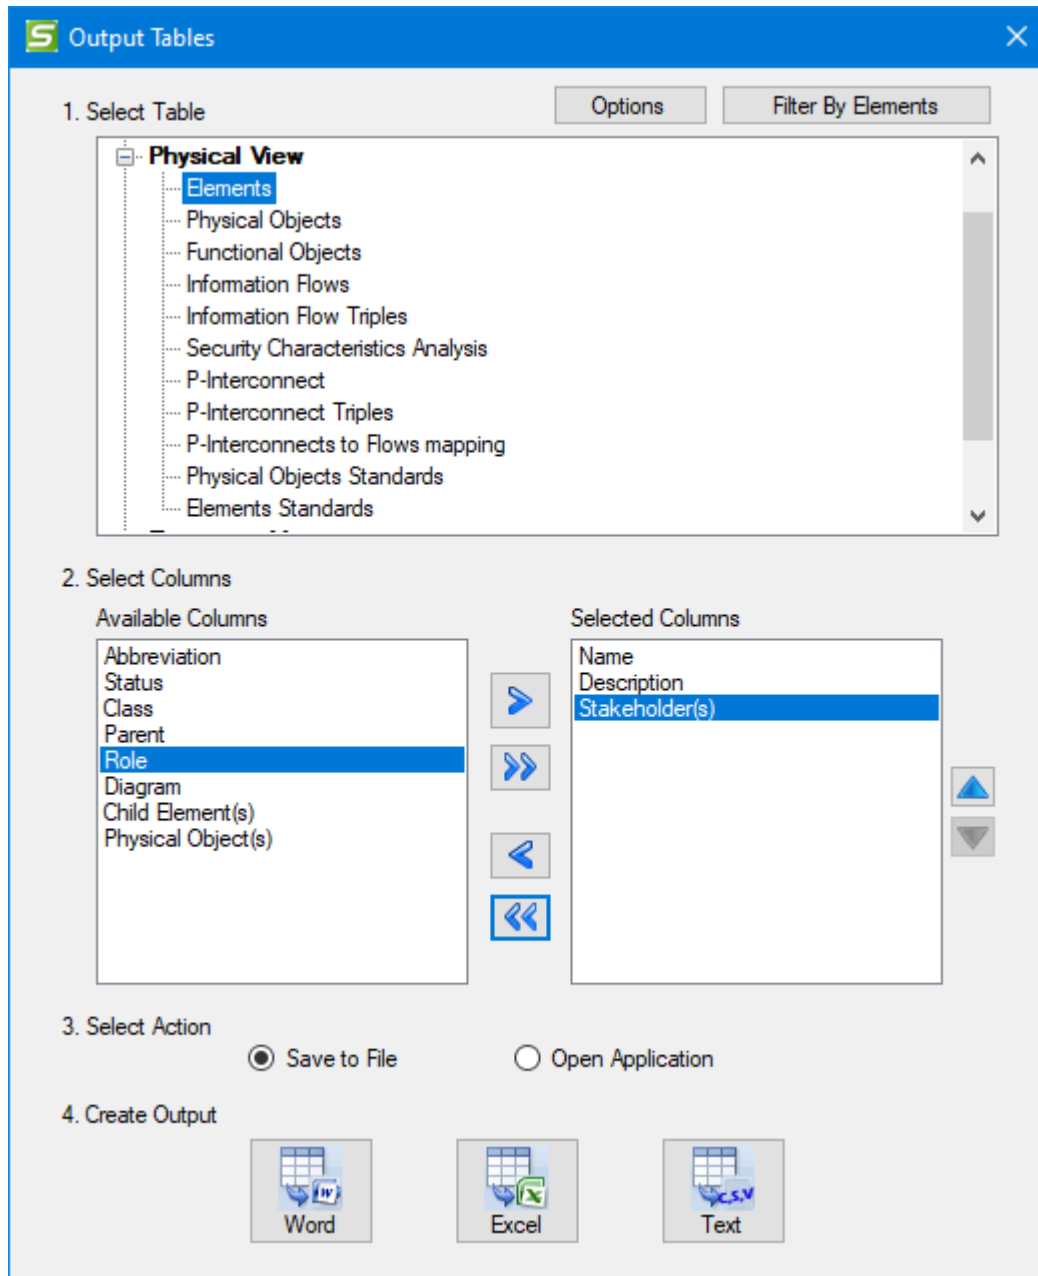 Output Tables
1. Select Table
Options
Filter By Elements
Physical View
Elements
Physical Objects
Functional Objects
Information Flows
Information Flow Triples
Security Characteristics Analysis
P-Interconnect
P-Interconnect Triples
P-Interconnects to Flows mapping
Physical Objects Standards
Elements Standards
2. Select Columns
Available Columns
Abbreviation
Status
Class
Parent
Role
Diagram
Child Element(s)
Physical Object(s)
Selected Columns
Name
Description
Stakeholder(s)
3. Select Action
Save to File
Open Application
4. Create Output
Word
Excel
C,S,V
Text